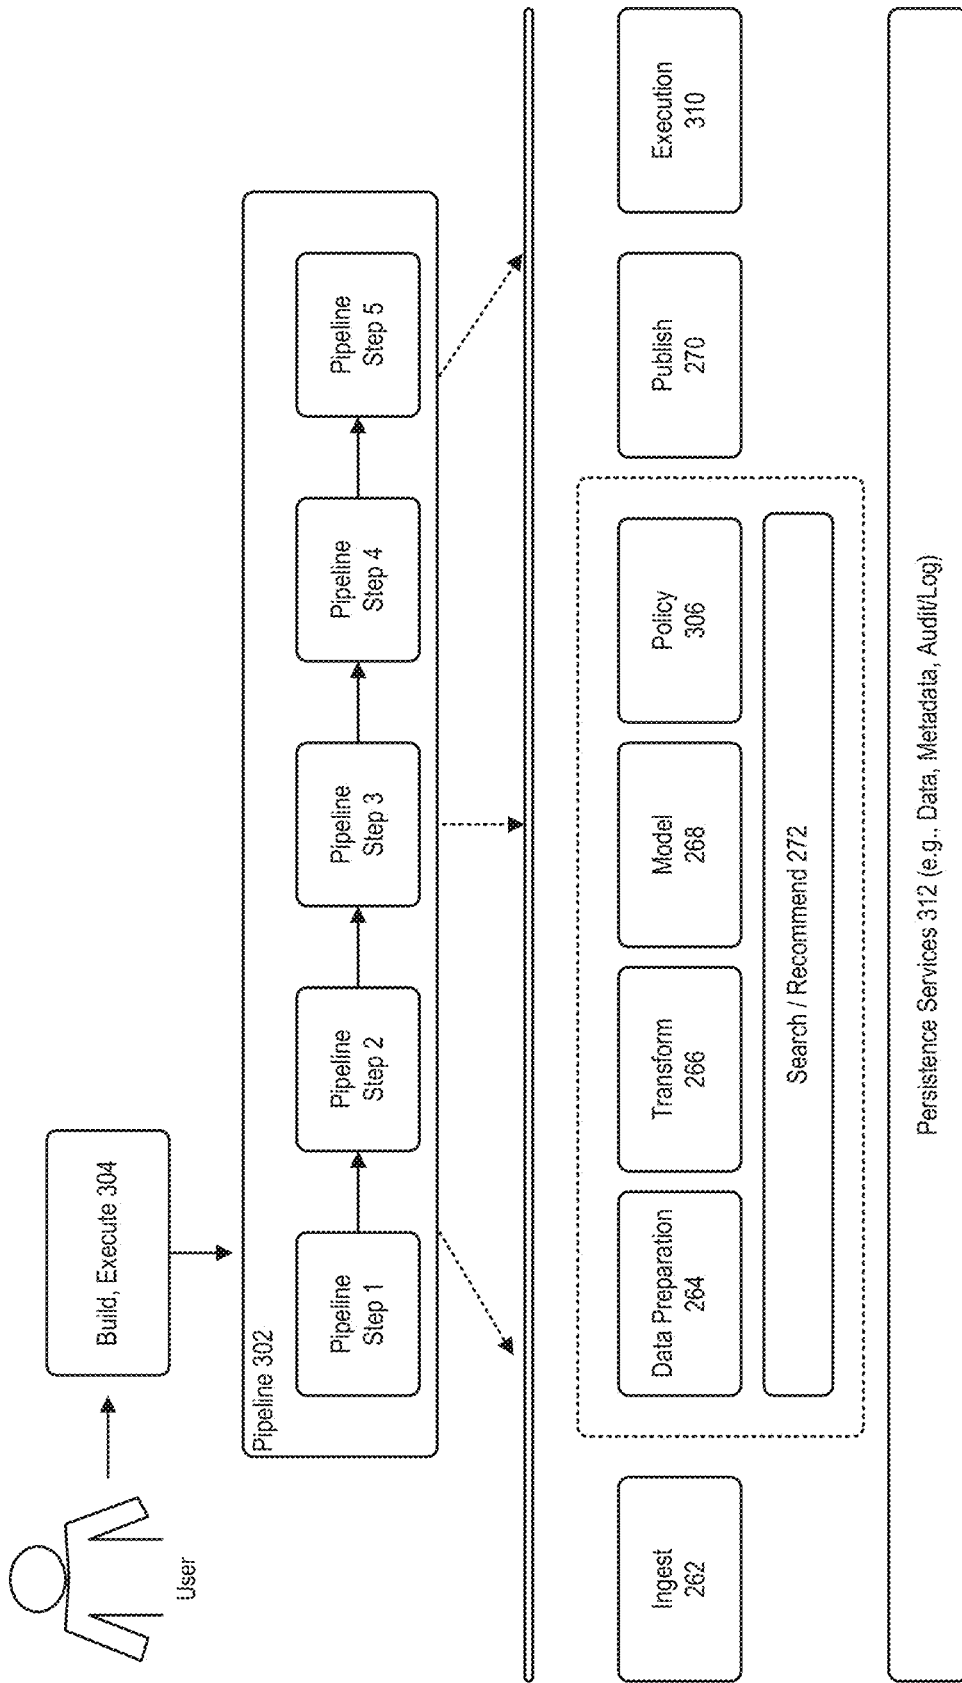 User
Build, Execute 304
Pipeline 302
Pipeline
Step 1
Pipeline
Step 2
Pipeline
Step 3
Pipeline
Step 4
Pipeline
Step 5
Ingest
262
Data Preparation
264
Transform
266
Model
268
Policy
306
Publish
270
Execution
310
Search / Recommend 272
Persistence Services 312 (e.g., Data, Metadata, Audit/Log)